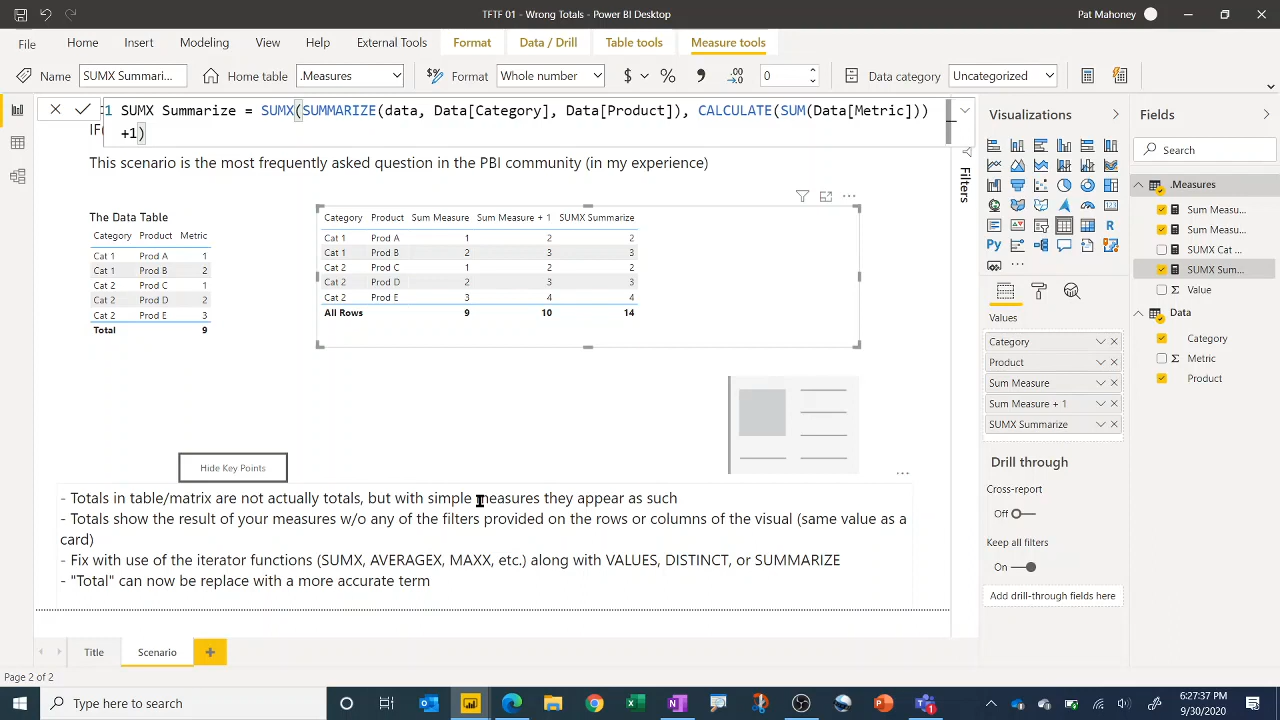 TFTF 01 - Wrong Totals - Power BI Desktop
Pat Mahoney
File Home Insert Modeling View Help External Tools Format Data / Drill Table tools Measure tools
Name SUMX Summari... Home table .Measures Format Whole number $ % 0 Data category Uncategorized
1 SUMX Summarize = SUMX(SUMMARIZE(data, Data[Category], Data[Product]), CALCULATE(SUM(Data[Metric]))
+1)
This scenario is the most frequently asked question in the PBI community (in my experience)
The Data Table
Category Product Metric
Cat 1 Prod A 1
Cat 1 Prod B 2
Cat 2 Prod C 1
Cat 2 Prod D 2
Cat 2 Prod E 3
Total 9
Category Product Sum Measure Sum Measure + 1 SUMX Summarize
Cat 1 Prod A 1 2 2
Cat 1 Prod B 2 3 3
Cat 2 Prod C 1 2 2
Cat 2 Prod D 2 3 3
Cat 2 Prod E 3 4 4
All Rows 9 10 14
Hide Key Points
- Totals in table/matrix are not actually totals, but with simple measures they appear as such
- Totals show the result of your measures w/o any of the filters provided on the rows or columns of the visual (same value as a
card)
- Fix with use of the iterator functions (SUMX, AVERAGEX, MAXX, etc.) along with VALUES, DISTINCT, or SUMMARIZE
- "Total" can now be replace with a more accurate term
Filters
Visualizations
R
Py
Values
Category
Product
Sum Measure
Sum Measure + 1
SUMX Summarize
Drill through
Cross-report
Off
Keep all filters
On
Add drill-through fields here
Fields
Search
.Measures
Sum Measu...
Sum Measu...
SUMX Cat ...
SUMX Sum...
Value
Data
Category
Metric
Product
Title Scenario
Page 2 of 2
Type here to search
6:27:37 PM
9/30/2020